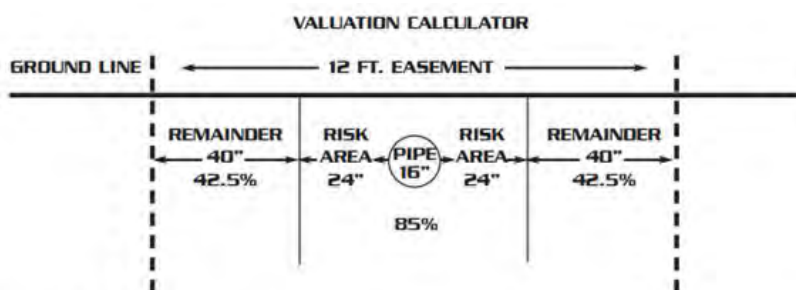 VALUATION CALCULATOR
GROUND LINE
12 FT. EASEMENT
REMAINDER
40"
42.5%
RISK
AREA
24"
PIPE
16"
RISK
AREA
24"
REMAINDER
40"
42.5%
85%